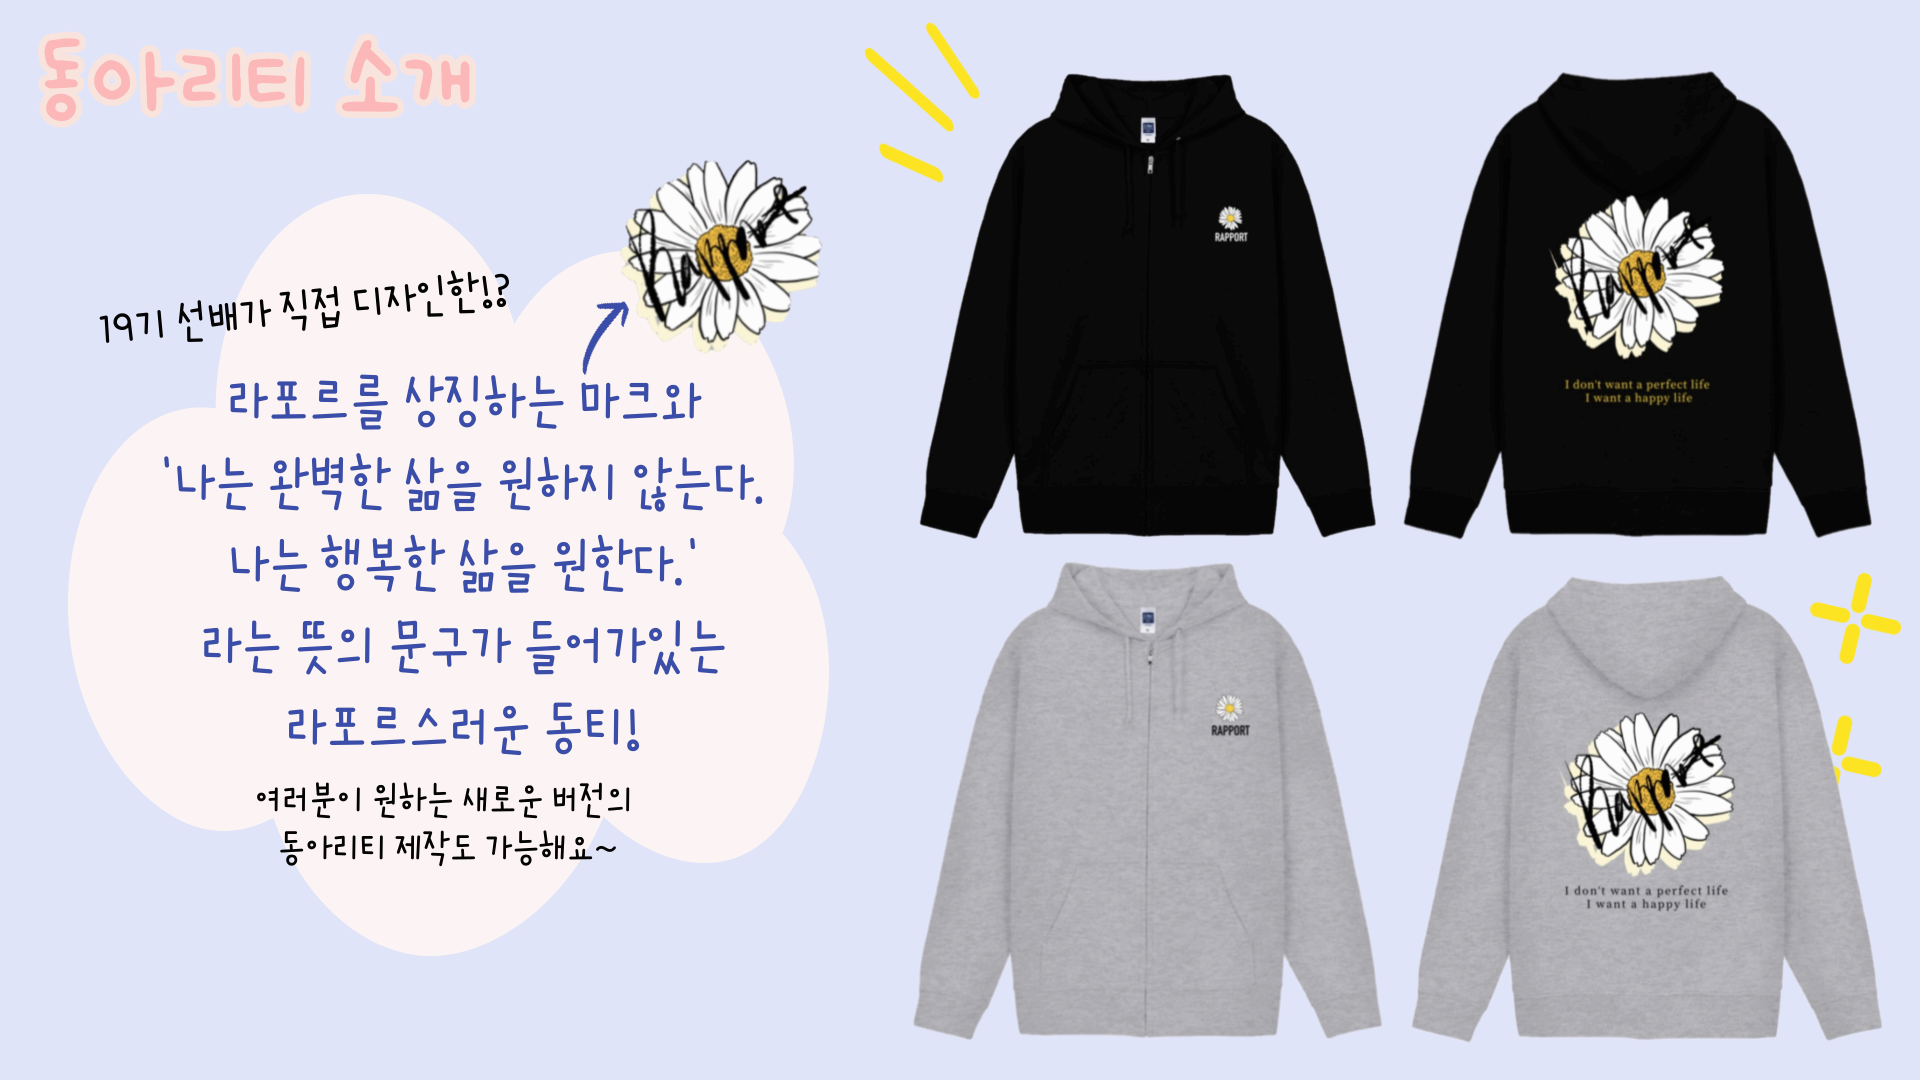 동아리티 소개
19기 선배가 직접 디자인한!?
라포르를 상징하는 마크와
'나는 완벽한 삶을 원하지 않는다.
나는 행복한 삶을 원한다.'
라는 뜻의 문구가 들어가있는
라포르스러운 동티!
여러분이 원하는 새로운 버전의
동아리티 제작도 가능해요~
Rapport
RAPPORT
Rapport
I don't want a perfect life
I want a happy life
RAPPORT
Rapport
I don't want a perfect life
I want a happy life